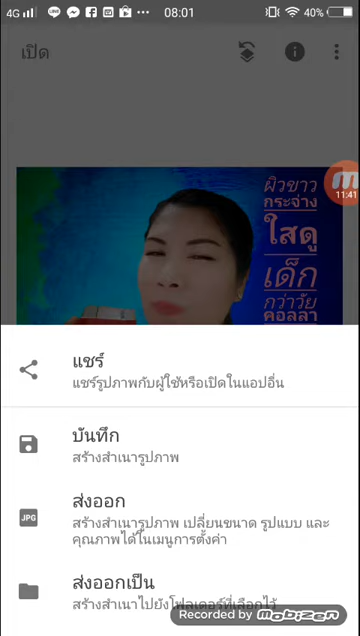 4G
08:01
40%
เปิด
ผิวขาว
กระจ่าง
ใสดู
เด็ก
กว่าวัย
คอลลา
11:41
แชร์
แชร์รูปภาพกับผู้ใช้หรือเปิดในแอปอื่น
บันทึก
สร้างสำเนารูปภาพ
JPG
ส่งออก
สร้างสำเนารูปภาพ เปลี่ยนขนาด รูปแบบ และ
คุณภาพได้ในเมนูการตั้งค่า
ส่งออกเป็น
สร้างสำเนาไปยังโฟลเดอร์ที่เลือกไว้
Recorded by mobizen